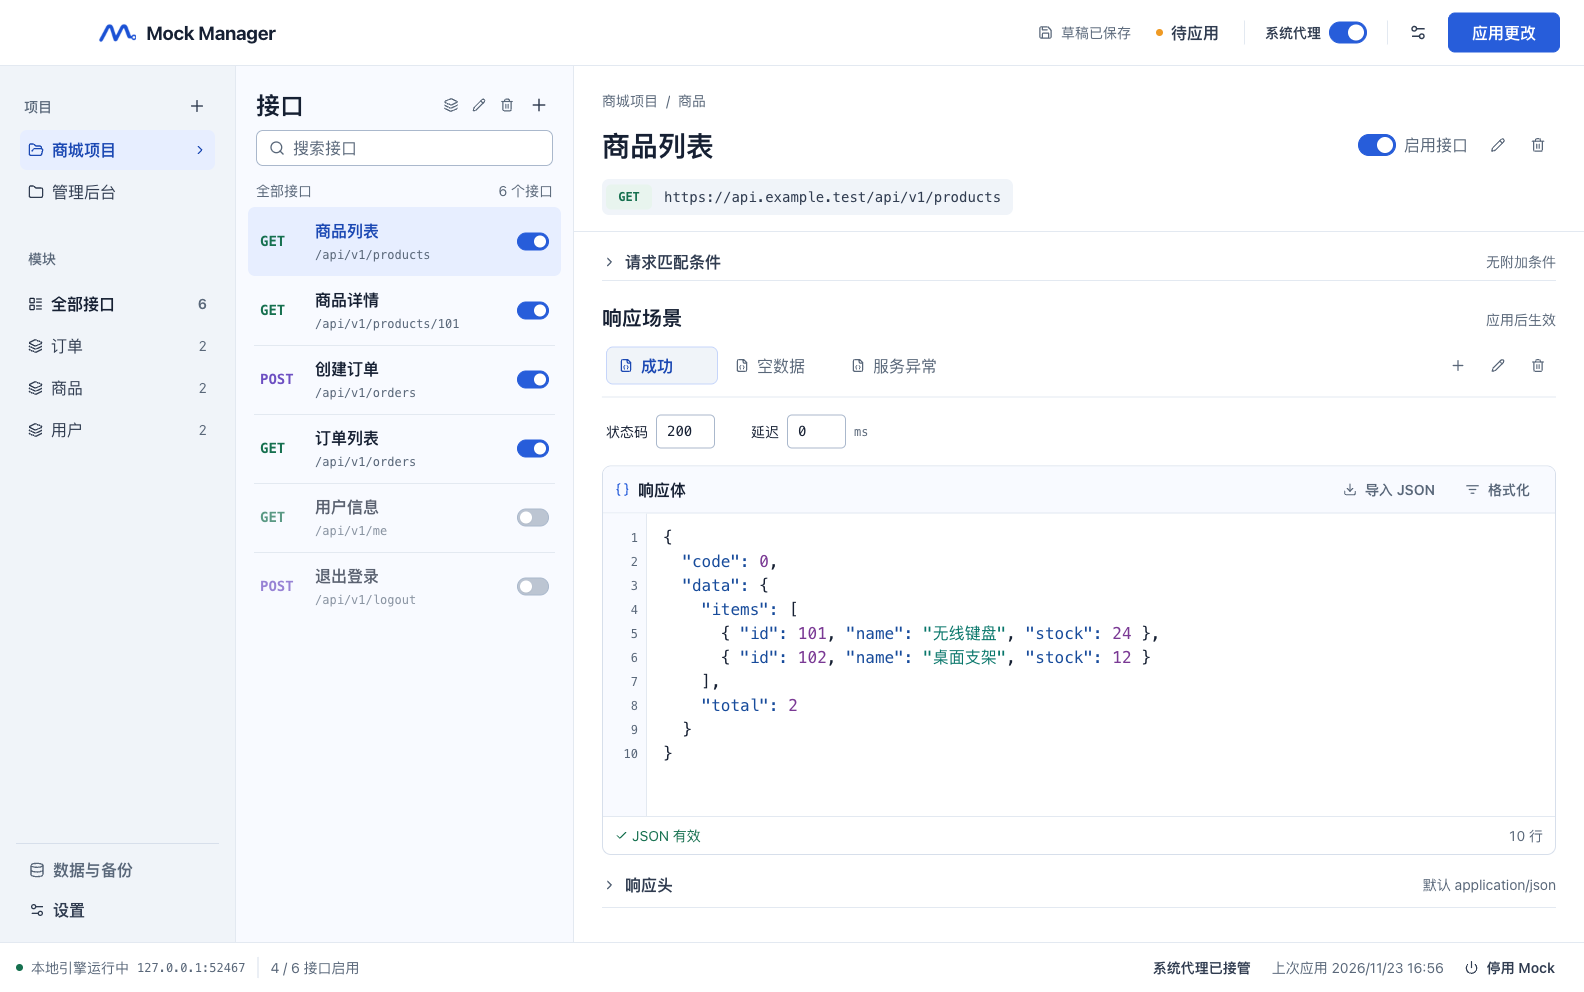 Mock Manager
草稿已保存
待应用
系统代理
应用更改
项目
商城项目
管理后台
模块
全部接口 6
订单 2
商品 2
用户 2
数据与备份
设置
接口
搜索接口
全部接口 6 个接口
GET 商品列表
/api/v1/products
GET 商品详情
/api/v1/products/101
POST 创建订单
/api/v1/orders
GET 订单列表
/api/v1/orders
GET 用户信息
/api/v1/me
POST 退出登录
/api/v1/logout
商城项目 / 商品
商品列表
启用接口
GET https://api.example.test/api/v1/products
请求匹配条件 无附加条件
响应场景 应用后生效
成功 空数据 服务异常
状态码 200 延迟 0 ms
{} 响应体 导入 JSON 格式化
1 {
2 "code": 0,
3 "data": {
4 "items": [
5 { "id": 101, "name": "无线键盘", "stock": 24 },
6 { "id": 102, "name": "桌面支架", "stock": 12 }
7 ],
8 "total": 2
9 }
10 }
JSON 有效 10 行
响应头 默认 application/json
本地引擎运行中 127.0.0.1:52467 4 / 6 接口启用
系统代理已接管 上次应用 2026/11/23 16:56 停用 Mock